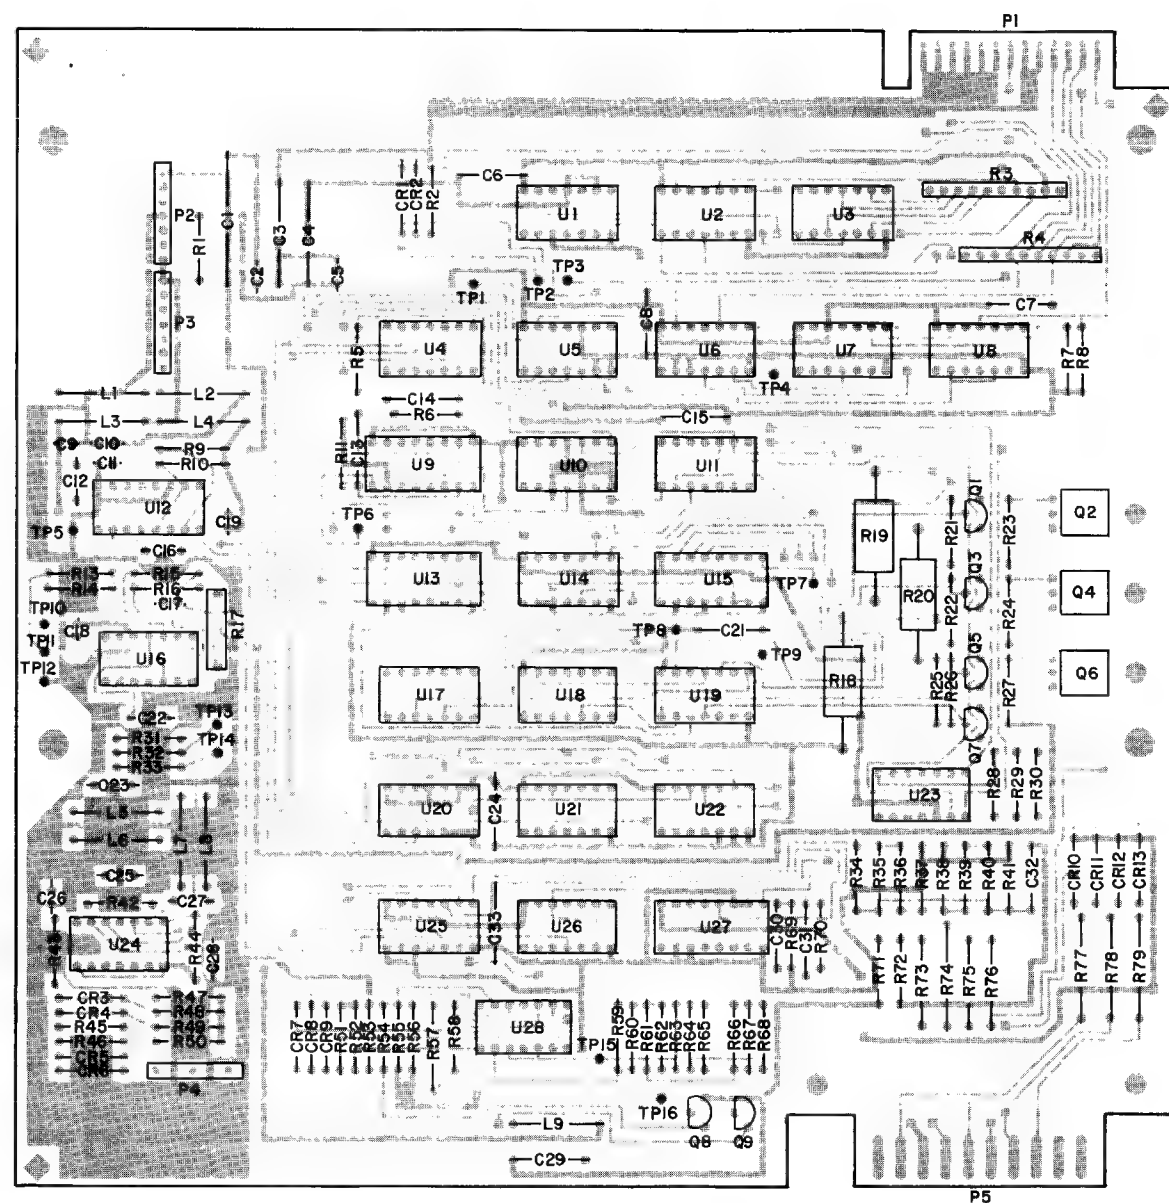 P1
C6
R3
CR1
CR2
R2
P2
R1
C1
C3
C4
U1
U2
U3
R4
C2
C5
TP3
TP1
TP2
P3
C8
C7
R5
U4
U5
U6
U7
U8
R7
R8
TP4
L1
L2
C14
R6
C15
L3
L4
C9
C10
R9
R11
C13
C11
R10
U9
U10
U11
C12
U12
Q1
C19
TP5
TP6
R19
R21
R23
Q2
C16
R13
R15
R14
R16
U13
U14
U15
TP7
Q3
R20
R22
R24
Q4
TP10
C17
R17
C18
TP11
TP8
C21
TP9
Q5
U16
TP12
R18
R25
R26
R27
Q6
U17
U18
U19
C22
TP13
R31
TP14
R32
R33
Q7
C23
U23
R28
R29
R30
L5
U20
C24
U21
U22
L6
L7
L8
R34
R35
R36
R37
R38
R39
R40
R41
C32
CR10
CR11
CR12
CR13
C25
C26
R42
C27
U25
C33
U26
U27
C30
R69
C31
R70
R43
U24
R44
C28
R71
R72
R73
R74
R75
R76
R77
R78
R79
CR3
R47
CR4
R48
R45
R49
R46
R50
CR5
CR6
P4
CR7
CR8
CR9
R51
R52
R53
R54
R55
R56
R57
R58
U28
TP15
R59
R60
R61
R62
R63
R64
R65
R66
R67
R68
TP16
L9
Q8
Q9
C29
P5